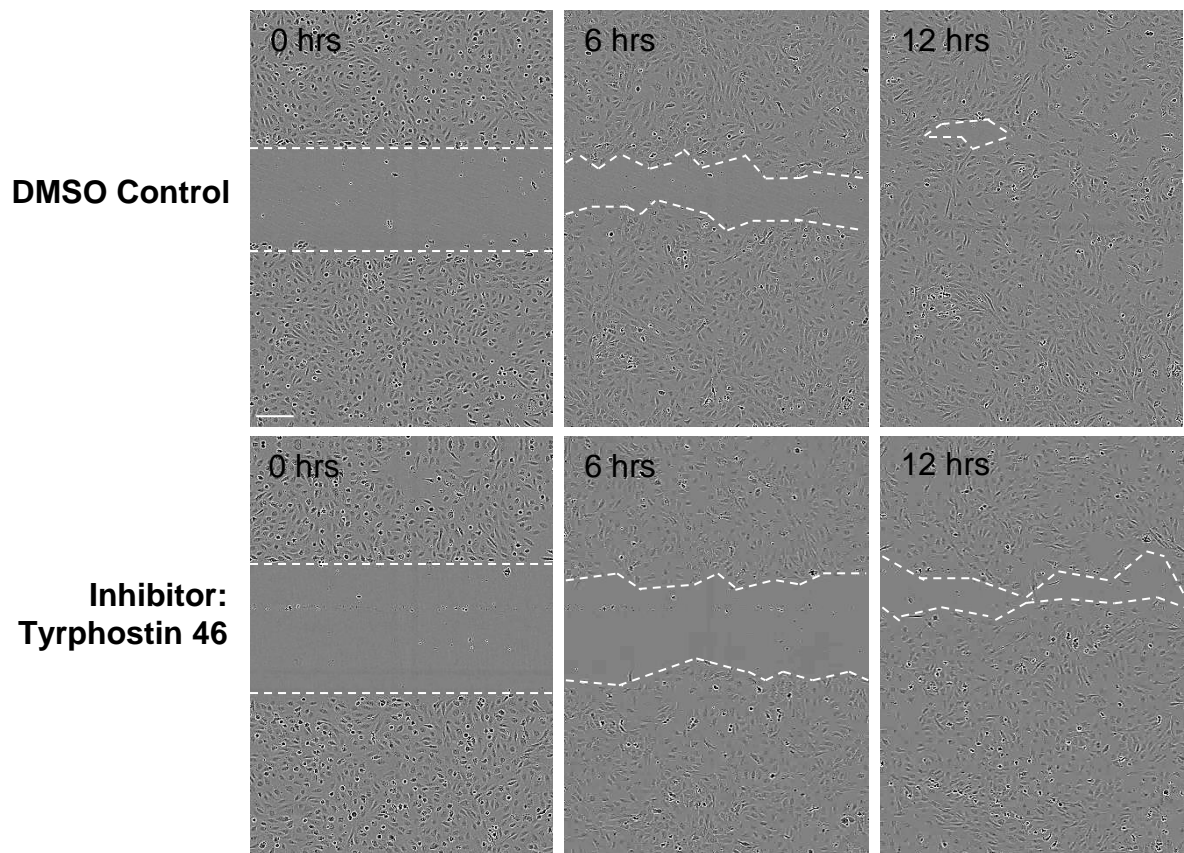 0 hrs
6 hrs
12 hrs
DMSO Control
0 hrs
6 hrs
12 hrs
Inhibitor:
Tyrphostin 46